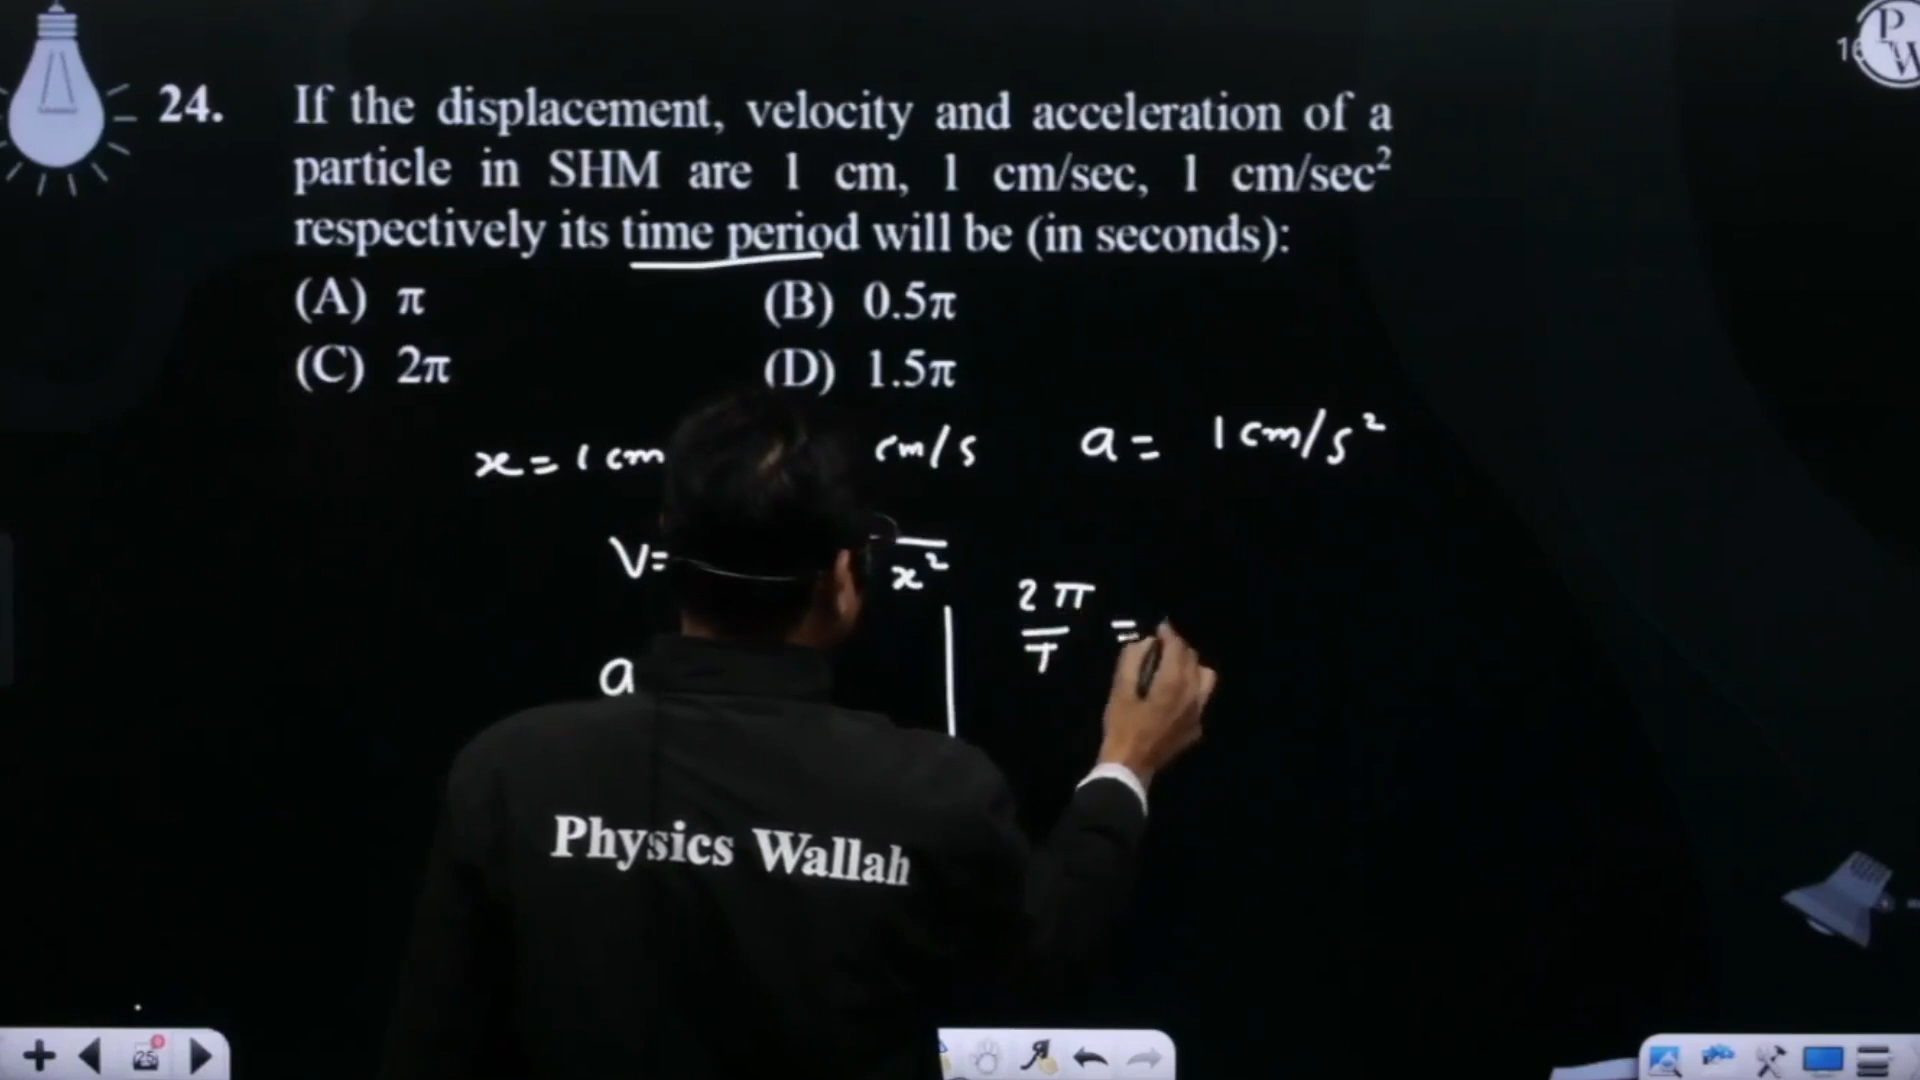 PW
24. If the displacement, velocity and acceleration of a
particle in SHM are 1 cm, 1 cm/sec, 1 cm/sec²
respectively its time period will be (in seconds):
(A) π (B) 0.5π
(C) 2π (D) 1.5π
x = 1 cm cm/s a = 1 cm/s²
V = x²
2π
T =
a
Physics Wallah
25